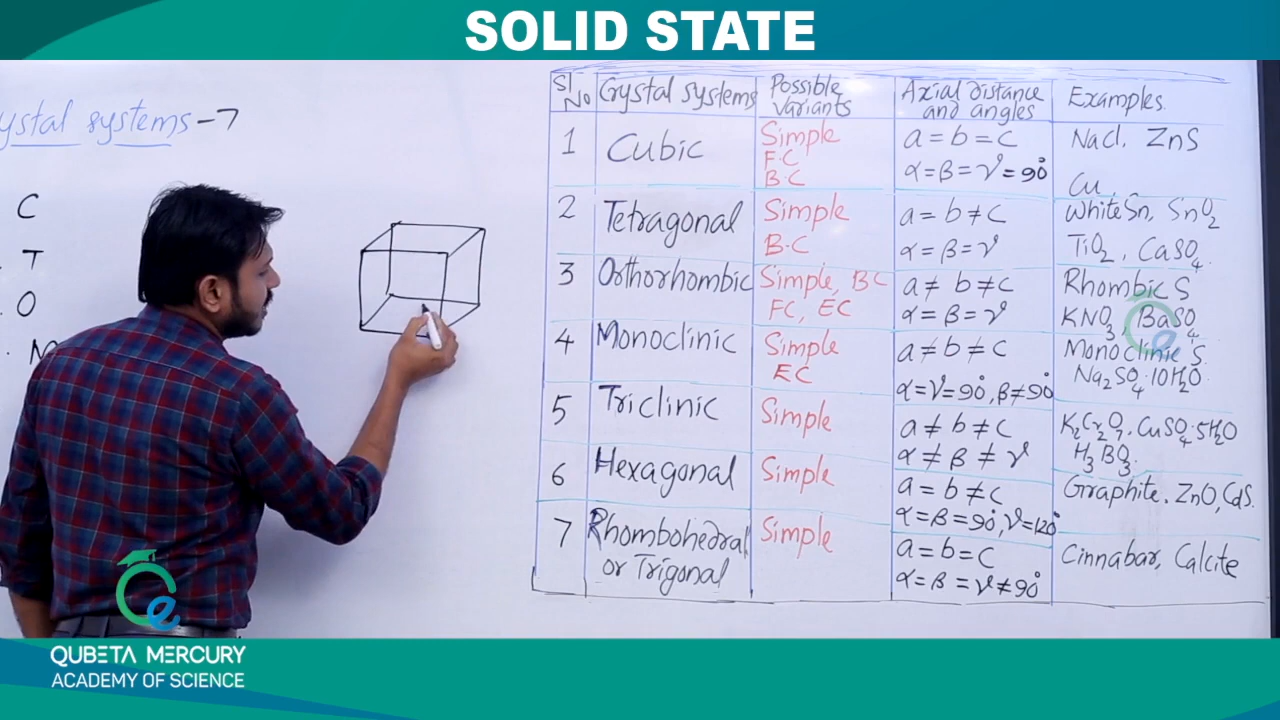 SOLID STATE
ystal systems - 7
C
T
O
Sl No
Crystal systems
Possible variants
Axial distance and angles
Examples
1
Cubic
Simple
F.C
B.C
a = b = c
α = β = γ = 90°
Nacl, ZnS
Cu
2
Tetragonal
Simple
B.C
a = b ≠ c
α = β = γ
White Sn, SnO2
TiO2, CaSO4
3
Orthorhombic
Simple, BC
FC, EC
a ≠ b ≠ c
α = β = γ
Rhombic S
KNO3, BaSO4
4
Monoclinic
Simple
EC
a ≠ b ≠ c
α = γ = 90°, β ≠ 90°
Monoclinic S
Na2SO4·10H2O
5
Triclinic
Simple
a ≠ b ≠ c
α ≠ β ≠ γ
K2Cr2O7, CuSO4·5H2O
H3BO3
6
Hexagonal
Simple
a = b ≠ c
α = β = 90°, γ = 120°
Graphite, ZnO, CdS
7
Rhombohedral
or Trigonal
Simple
a = b = c
α = β = γ ≠ 90°
Cinnabar, Calcite
QUBETA MERCURY
ACADEMY OF SCIENCE